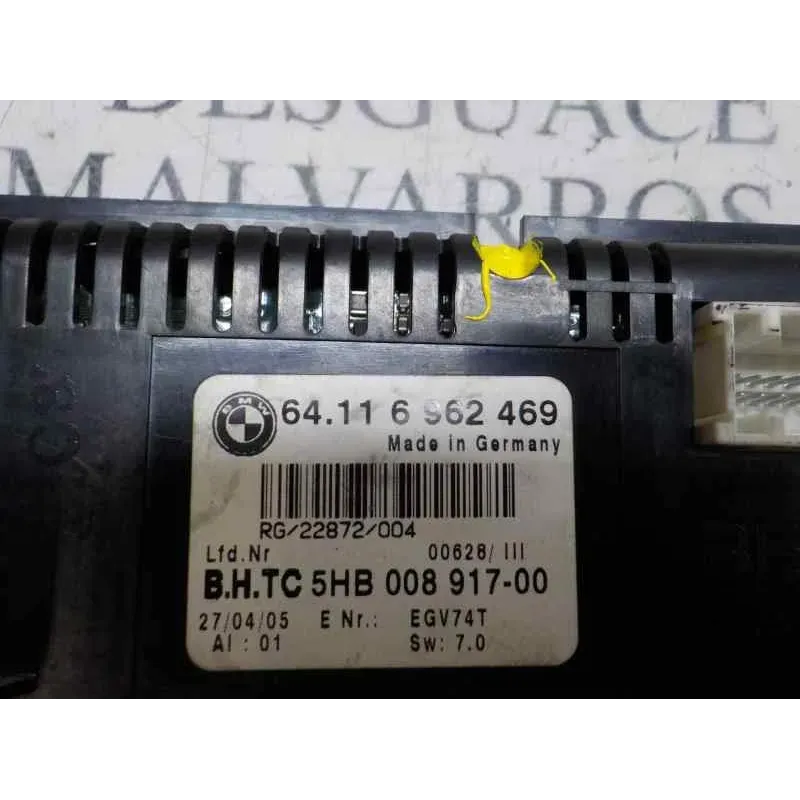 DESGUACE
MALVARROS
BMW 64.11 6 962 469
Made in Germany
RG/22872/004
Lfd.Nr 00628/ III
B.H.TC 5HB 008 917-00
27/04/05 E Nr.: EGV74T
AI : 01 Sw: 7.0